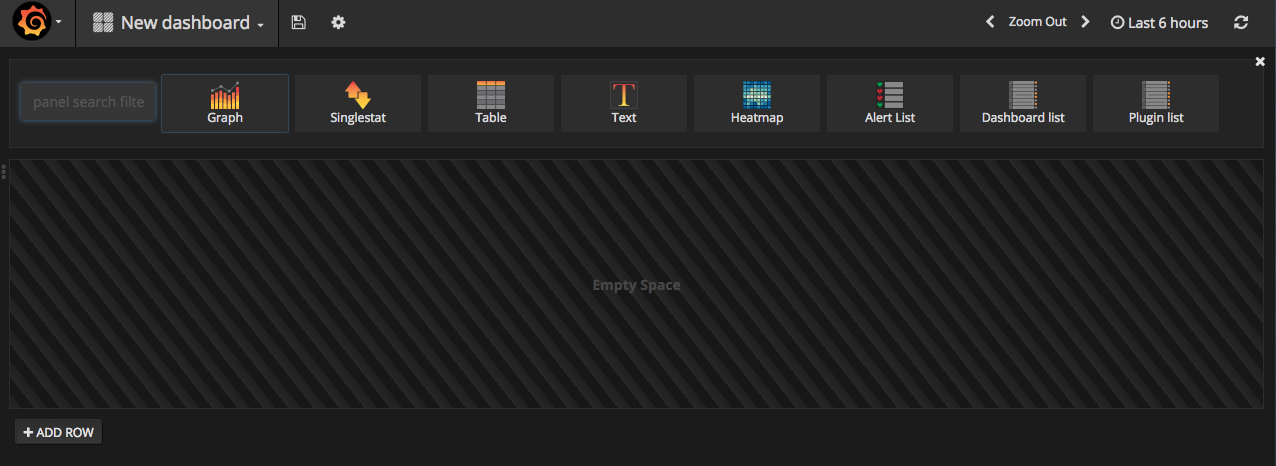 New dashboard
Zoom Out
Last 6 hours
panel search filte
Graph
Singlestat
Table
T
Text
Heatmap
Alert List
Dashboard list
Plugin list
Empty Space
+ ADD ROW